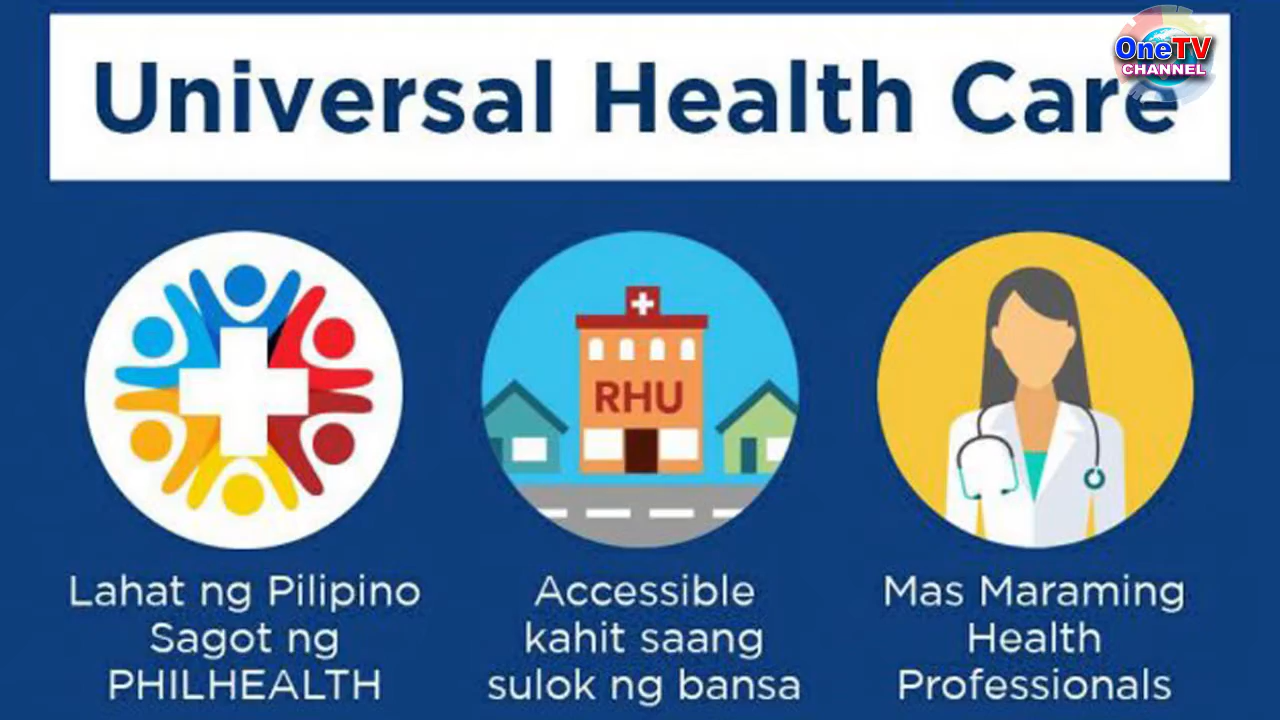 OneTV
CHANNEL
Universal Health Care
RHU
Lahat ng Pilipino
Sagot ng
PHILHEALTH
Accessible
kahit saang
sulok ng bansa
Mas Maraming
Health
Professionals